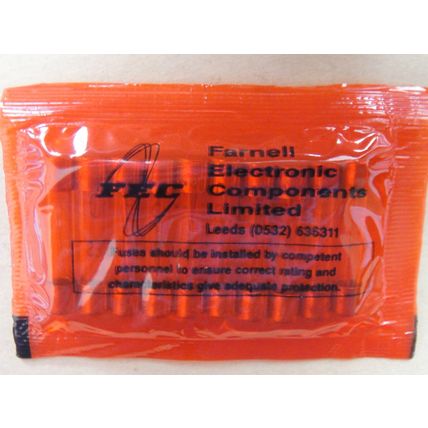 FEC
Farnell
Electronic
Components
Limited
Leeds (0532) 636311
Fuses should be installed by competent
personnel to ensure correct rating and
characteristics give adequate protection.